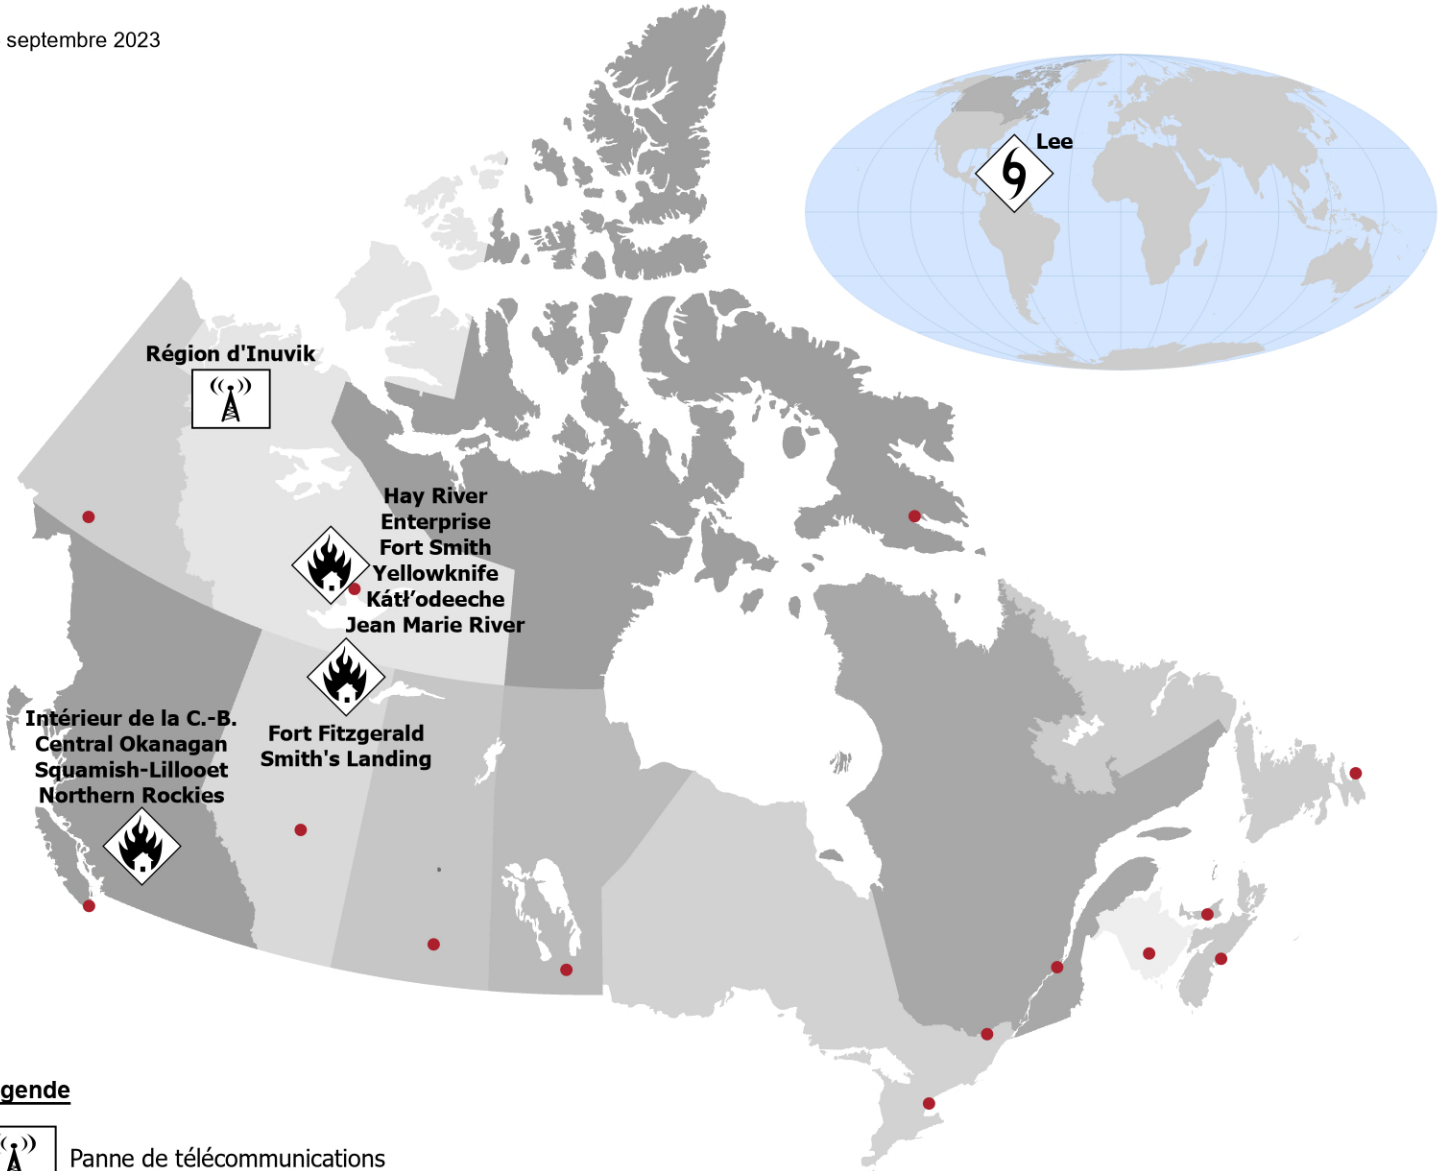 septembre 2023
Lee
Région d'Inuvik
Hay River
Enterprise
Fort Smith
Yellowknife
Kátł’odeeche
Jean Marie River
Fort Fitzgerald
Smith's Landing
Intérieur de la C.-B.
Central Okanagan
Squamish-Lillooet
Northern Rockies
gende
Panne de télécommunications